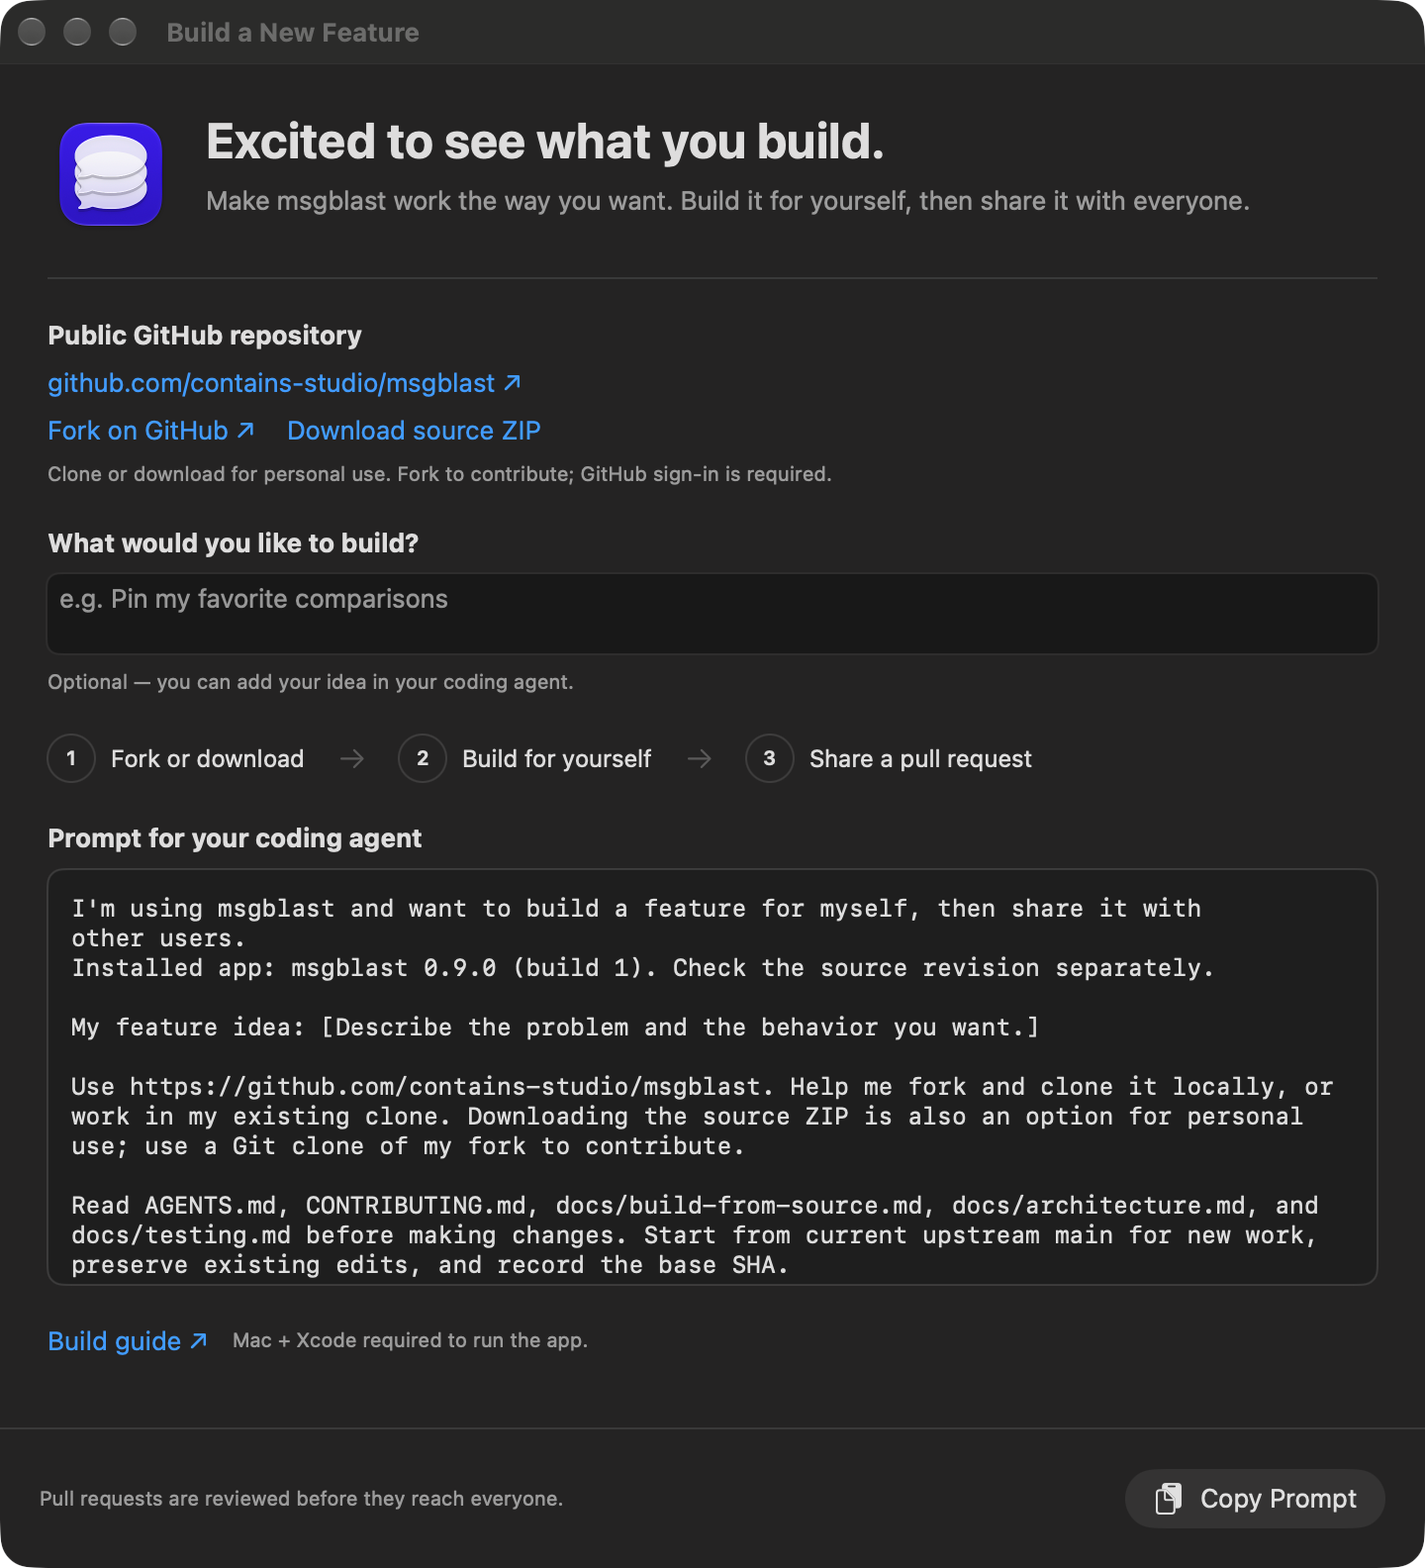 Build a New Feature
Excited to see what you build.
Make msgblast work the way you want. Build it for yourself, then share it with everyone.
Public GitHub repository
github.com/contains-studio/msgblast ↗
Fork on GitHub ↗ Download source ZIP
Clone or download for personal use. Fork to contribute; GitHub sign-in is required.
What would you like to build?
e.g. Pin my favorite comparisons
Optional — you can add your idea in your coding agent.
1 Fork or download → 2 Build for yourself → 3 Share a pull request
Prompt for your coding agent
I'm using msgblast and want to build a feature for myself, then share it with
other users.
Installed app: msgblast 0.9.0 (build 1). Check the source revision separately.
My feature idea: [Describe the problem and the behavior you want.]
Use https://github.com/contains-studio/msgblast. Help me fork and clone it locally, or
work in my existing clone. Downloading the source ZIP is also an option for personal
use; use a Git clone of my fork to contribute.
Read AGENTS.md, CONTRIBUTING.md, docs/build-from-source.md, docs/architecture.md, and
docs/testing.md before making changes. Start from current upstream main for new work,
preserve existing edits, and record the base SHA.
Build guide ↗ Mac + Xcode required to run the app.
Pull requests are reviewed before they reach everyone.
Copy Prompt